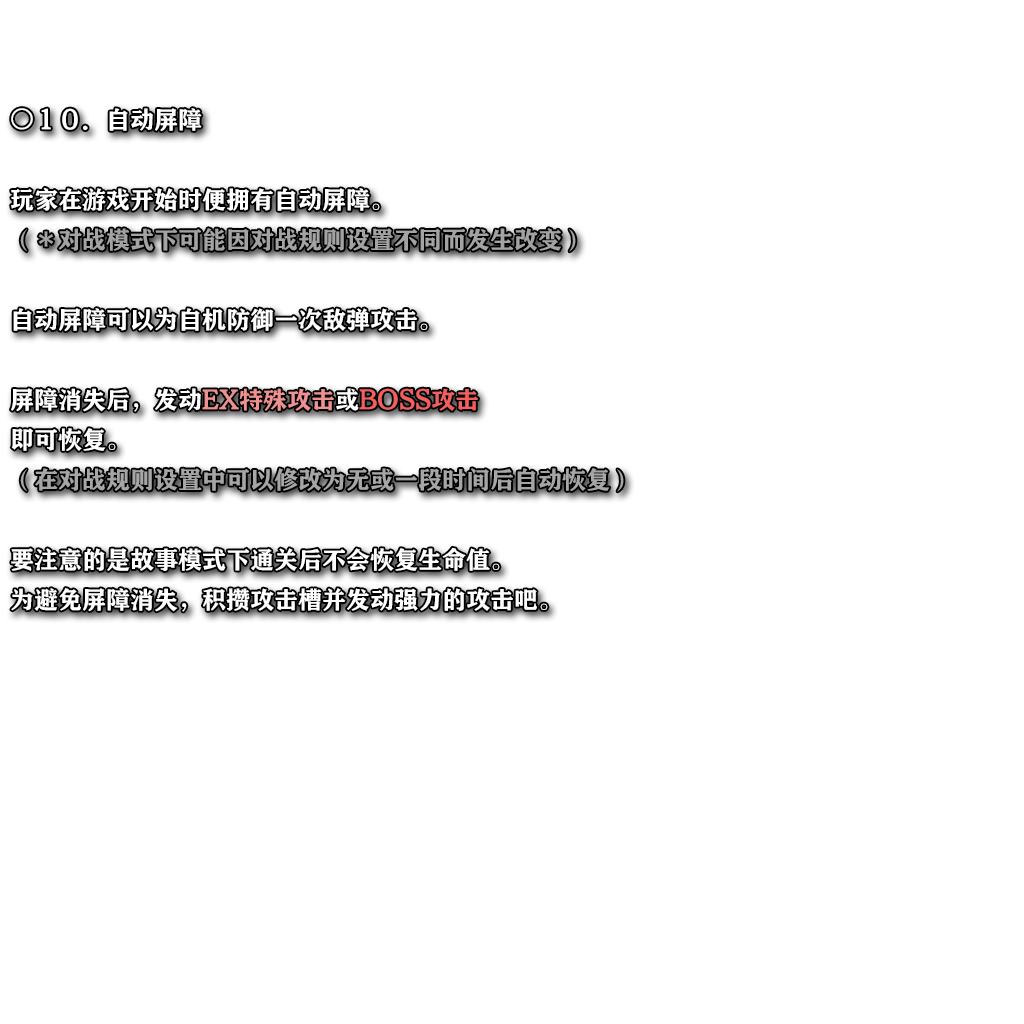 ◎１０．自动屏障
玩家在游戏开始时便拥有自动屏障。
（＊对战模式下可能因对战规则设置不同而发生改变）
自动屏障可以为自机防御一次敌弹攻击。
屏障消失后，发动EX特殊攻击或BOSS攻击
即可恢复。
（在对战规则设置中可以修改为无或一段时间后自动恢复）
要注意的是故事模式下通关后不会恢复生命值。
为避免屏障消失，积攒攻击槽并发动强力的攻击吧。